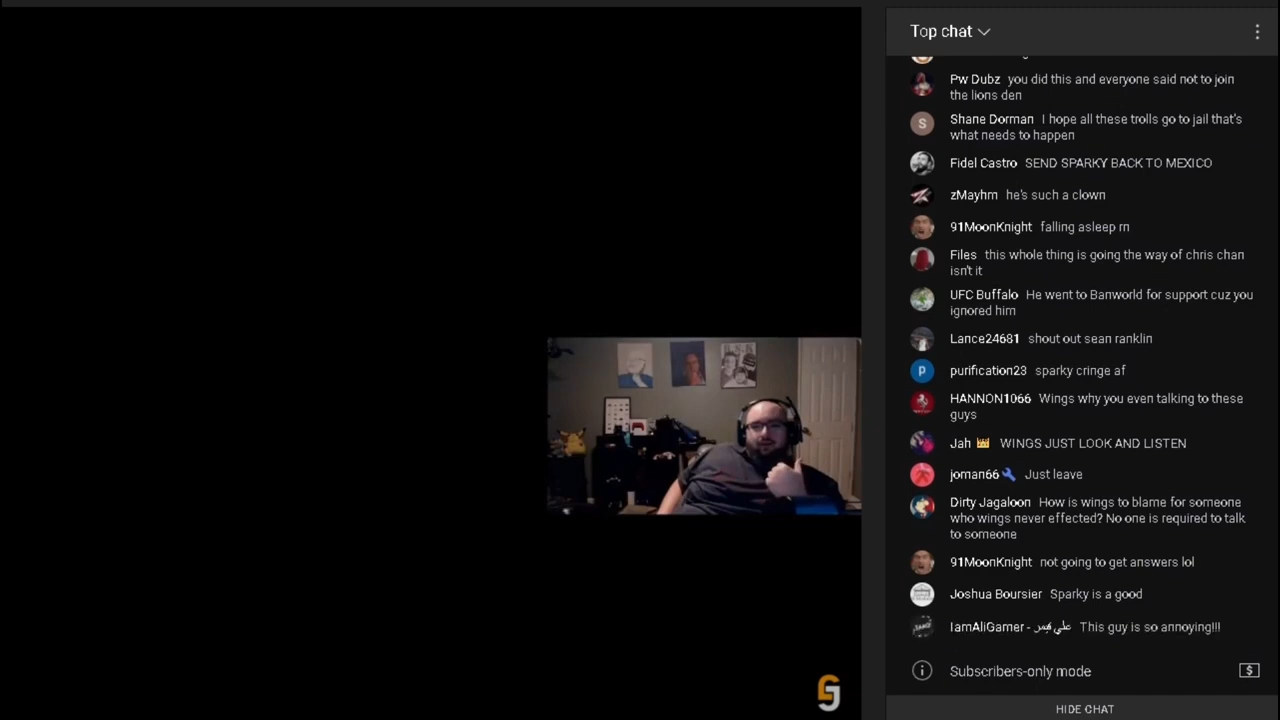 Top chat
Pw Dubz you did this and everyone said not to join
the lions den
S
Shane Dorman I hope all these trolls go to jail that's
what needs to happen
Fidel Castro SEND SPARKY BACK TO MEXICO
zMayhm he's such a clown
91MoonKnight falling asleep rn
Files this whole thing is going the way of chris chan
isn't it
UFC Buffalo He went to Banworld for support cuz you
ignored him
Lance24681 shout out sean ranklin
p
purification23 sparky cringe af
HANNON1066 Wings why you even talking to these
guys
Jah 👑 WINGS JUST LOOK AND LISTEN
joman66 🔧 Just leave
Dirty Jagaloon How is wings to blame for someone
who wings never effected? No one is required to talk
to someone
91MoonKnight not going to get answers lol
Joshua Boursier Sparky is a good
IamAliGamer - علي قيمر This guy is so annoying!!!
Subscribers-only mode
HIDE CHAT